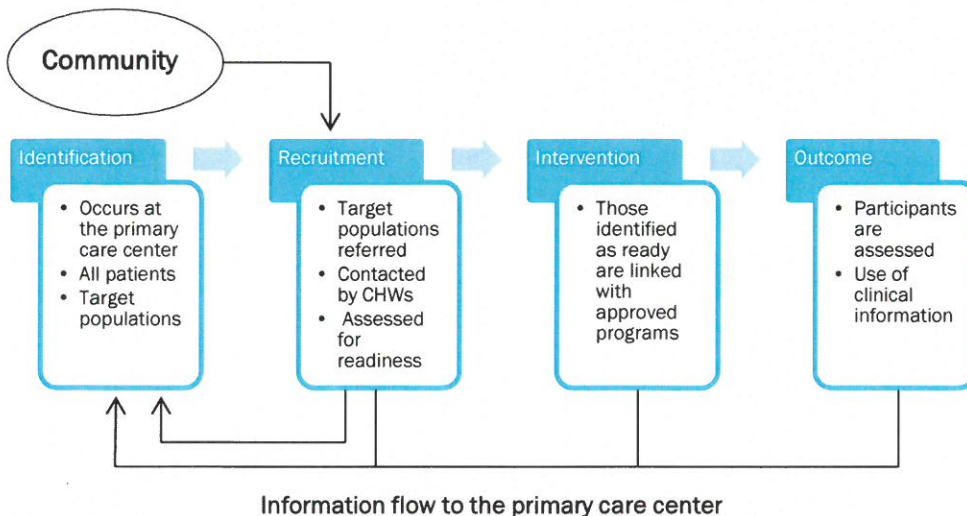 Community
Identification
• Occurs at
the primary
care center
• All patients
• Target
populations
Recruitment
• Target
populations
referred
• Contacted
by CHWs
• Assessed
for
readiness
Intervention
• Those
identified
as ready
are linked
with
approved
programs
Outcome
• Participants
are
assessed
• Use of
clinical
information
Information flow to the primary care center